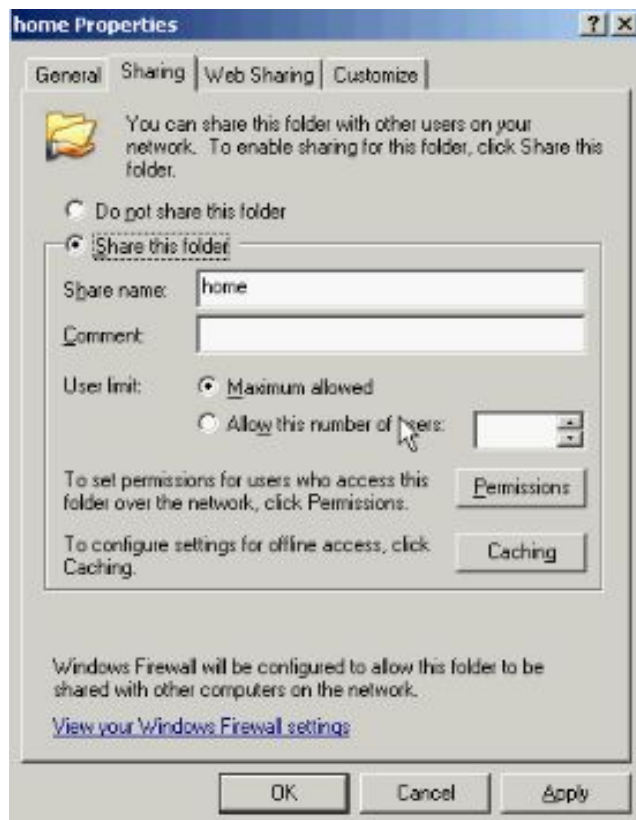 home Properties
General Sharing Web Sharing Customize
You can share this folder with other users on your
network. To enable sharing for this folder, click Share this
folder.
Do not share this folder
Share this folder
Share name: home
Comment:
User limit: Maximum allowed
Allow this number of users:
To set permissions for users who access this
folder over the network, click Permissions.
Permissions
To configure settings for offline access, click
Caching.
Caching
Windows Firewall will be configured to allow this folder to be
shared with other computers on the network.
View your Windows Firewall settings
OK Cancel Apply